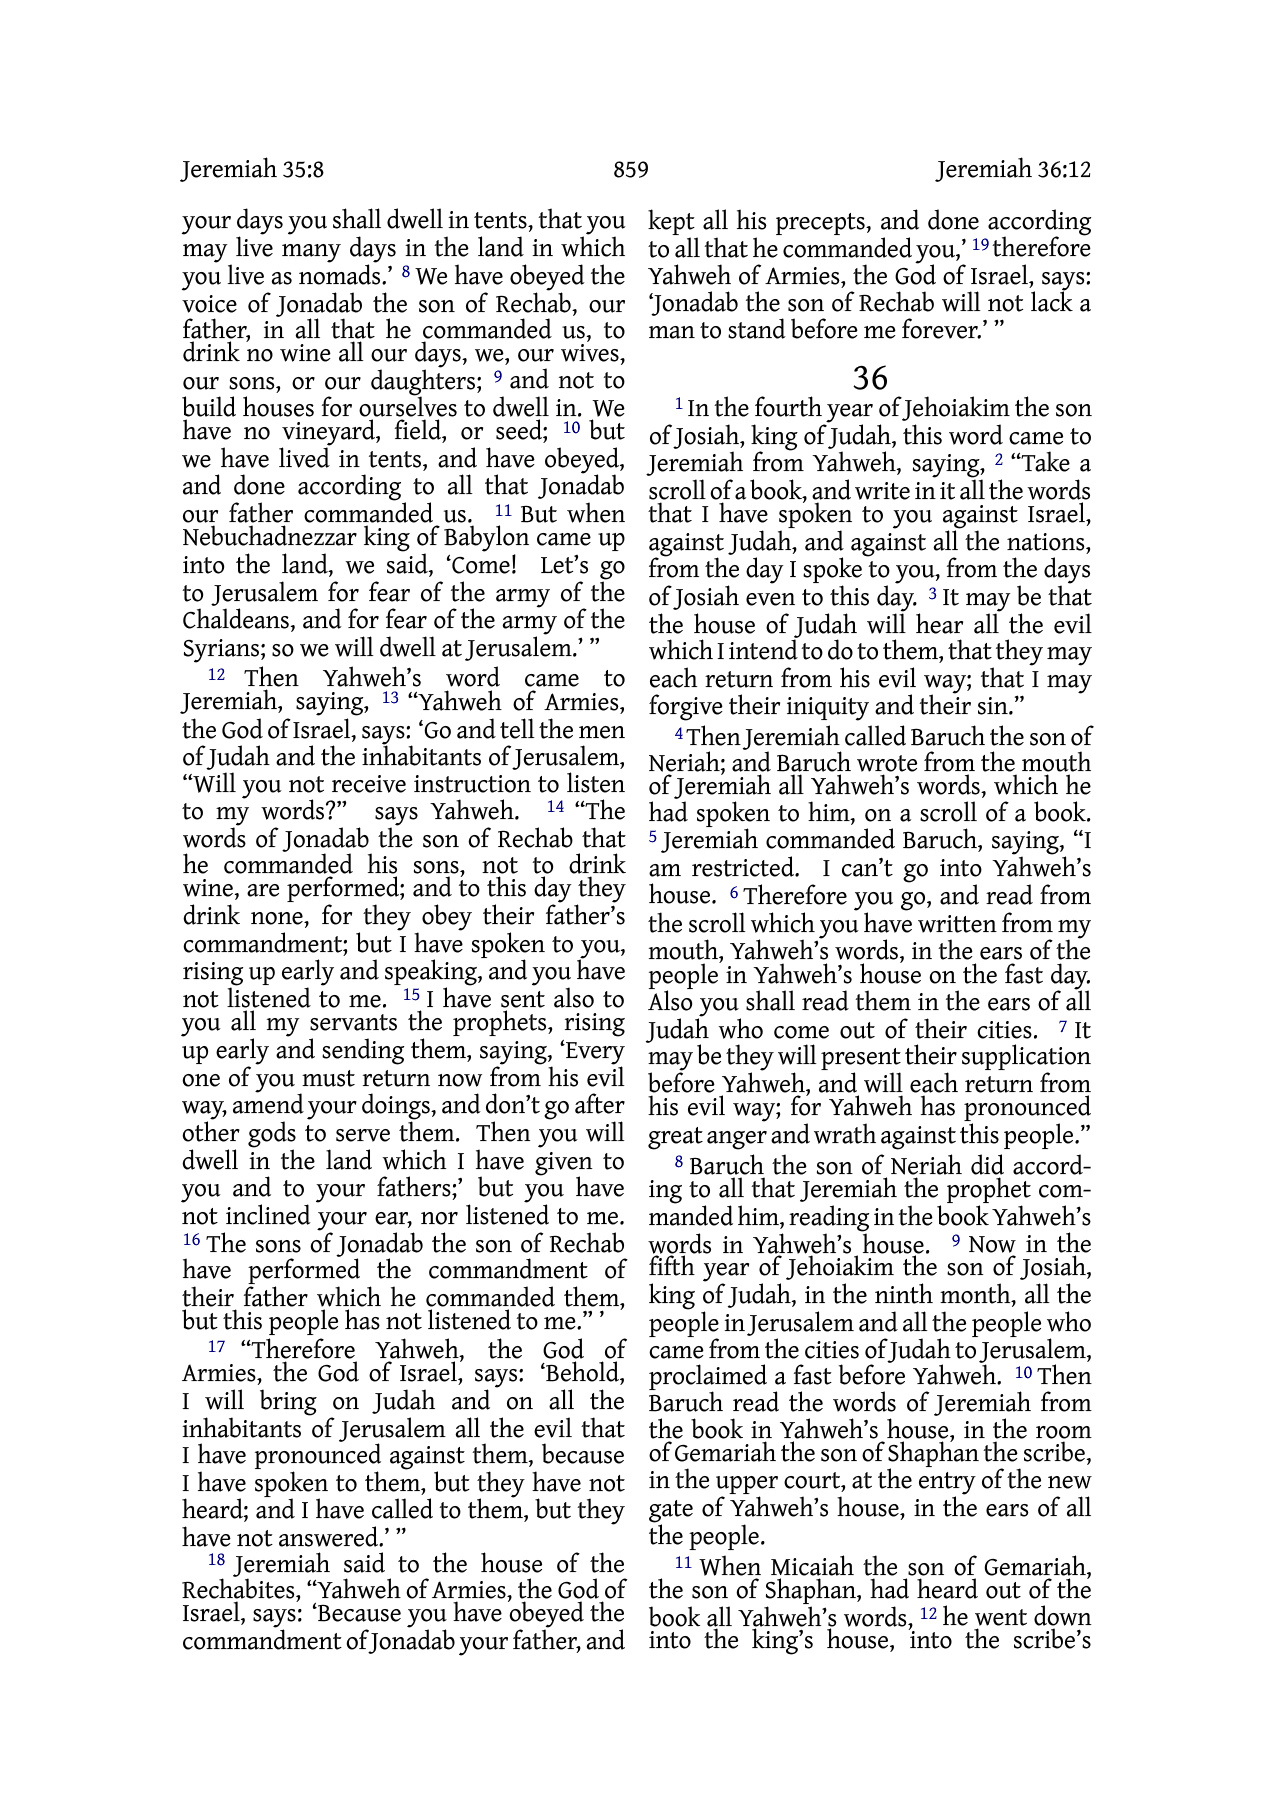 Jeremiah 35:8 859 Jeremiah 36:12
your days you shall dwell in tents, that you
may live many days in the land in which
you live as nomads.’ 8 We have obeyed the
voice of Jonadab the son of Rechab, our
father, in all that he commanded us, to
drink no wine all our days, we, our wives,
our sons, or our daughters; 9 and not to
build houses for ourselves to dwell in. We
have no vineyard, field, or seed; 10 but
we have lived in tents, and have obeyed,
and done according to all that Jonadab
our father commanded us. 11 But when
Nebuchadnezzar king of Babylon came up
into the land, we said, ‘Come! Let’s go
to Jerusalem for fear of the army of the
Chaldeans, and for fear of the army of the
Syrians; so we will dwell at Jerusalem.’ ”
12 Then Yahweh’s word came to
Jeremiah, saying, 13 “Yahweh of Armies,
the God of Israel, says: ‘Go and tell the men
of Judah and the inhabitants of Jerusalem,
“Will you not receive instruction to listen
to my words?” says Yahweh. 14 “The
words of Jonadab the son of Rechab that
he commanded his sons, not to drink
wine, are performed; and to this day they
drink none, for they obey their father’s
commandment; but I have spoken to you,
rising up early and speaking, and you have
not listened to me. 15 I have sent also to
you all my servants the prophets, rising
up early and sending them, saying, ‘Every
one of you must return now from his evil
way, amend your doings, and don’t go after
other gods to serve them. Then you will
dwell in the land which I have given to
you and to your fathers;’ but you have
not inclined your ear, nor listened to me.
16 The sons of Jonadab the son of Rechab
have performed the commandment of
their father which he commanded them,
but this people has not listened to me.” ’
17 “Therefore Yahweh, the God of
Armies, the God of Israel, says: ‘Behold,
I will bring on Judah and on all the
inhabitants of Jerusalem all the evil that
I have pronounced against them, because
I have spoken to them, but they have not
heard; and I have called to them, but they
have not answered.’ ”
18 Jeremiah said to the house of the
Rechabites, “Yahweh of Armies, the God of
Israel, says: ‘Because you have obeyed the
commandment of Jonadab your father, and
kept all his precepts, and done according
to all that he commanded you,’ 19 therefore
Yahweh of Armies, the God of Israel, says:
‘Jonadab the son of Rechab will not lack a
man to stand before me forever.’ ”
36
1 In the fourth year of Jehoiakim the son
of Josiah, king of Judah, this word came to
Jeremiah from Yahweh, saying, 2 “Take a
scroll of a book, and write in it all the words
that I have spoken to you against Israel,
against Judah, and against all the nations,
from the day I spoke to you, from the days
of Josiah even to this day. 3 It may be that
the house of Judah will hear all the evil
which I intend to do to them, that they may
each return from his evil way; that I may
forgive their iniquity and their sin.”
4 Then Jeremiah called Baruch the son of
Neriah; and Baruch wrote from the mouth
of Jeremiah all Yahweh’s words, which he
had spoken to him, on a scroll of a book.
5 Jeremiah commanded Baruch, saying, “I
am restricted. I can’t go into Yahweh’s
house. 6 Therefore you go, and read from
the scroll which you have written from my
mouth, Yahweh’s words, in the ears of the
people in Yahweh’s house on the fast day.
Also you shall read them in the ears of all
Judah who come out of their cities. 7 It
may be they will present their supplication
before Yahweh, and will each return from
his evil way; for Yahweh has pronounced
great anger and wrath against this people.”
8 Baruch the son of Neriah did accord-
ing to all that Jeremiah the prophet com-
manded him, reading in the book Yahweh’s
words in Yahweh’s house. 9 Now in the
fifth year of Jehoiakim the son of Josiah,
king of Judah, in the ninth month, all the
people in Jerusalem and all the people who
came from the cities of Judah to Jerusalem,
proclaimed a fast before Yahweh. 10 Then
Baruch read the words of Jeremiah from
the book in Yahweh’s house, in the room
of Gemariah the son of Shaphan the scribe,
in the upper court, at the entry of the new
gate of Yahweh’s house, in the ears of all
the people.
11 When Micaiah the son of Gemariah,
the son of Shaphan, had heard out of the
book all Yahweh’s words, 12 he went down
into the king’s house, into the scribe’s